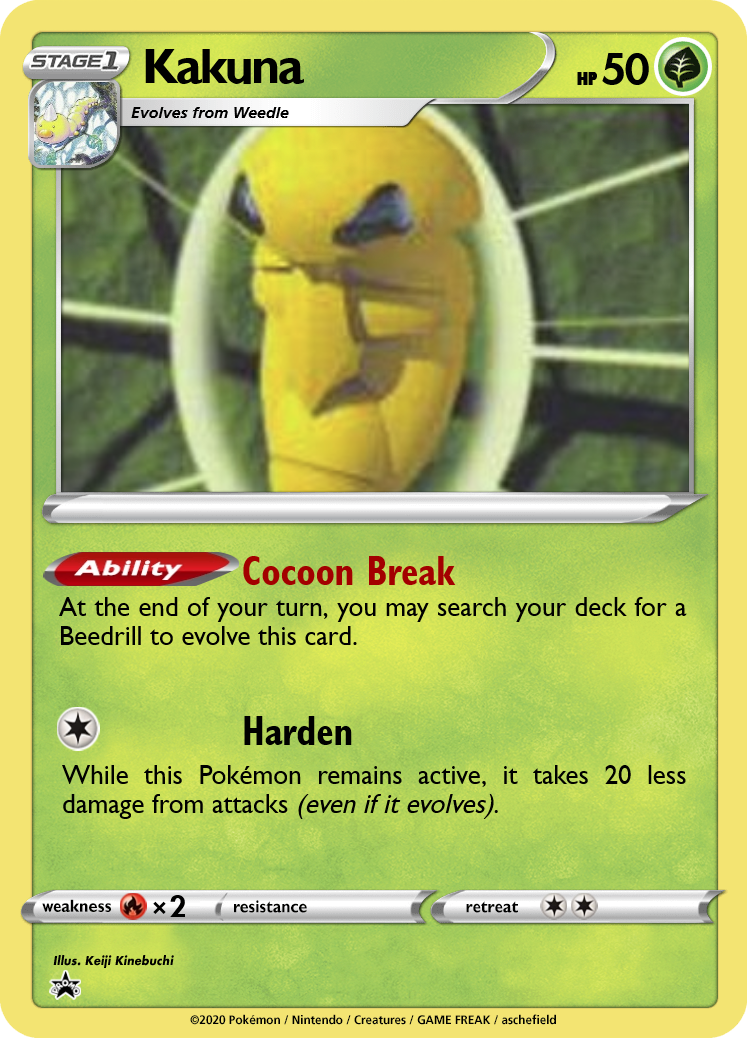 STAGE1 Kakuna HP 50
Evolves from Weedle
Ability Cocoon Break
At the end of your turn, you may search your deck for a
Beedrill to evolve this card.
Harden
While this Pokémon remains active, it takes 20 less
damage from attacks (even if it evolves).
weakness ×2 resistance retreat
Illus. Keiji Kinebuchi
PROMO
©2020 Pokémon / Nintendo / Creatures / GAME FREAK / aschefield